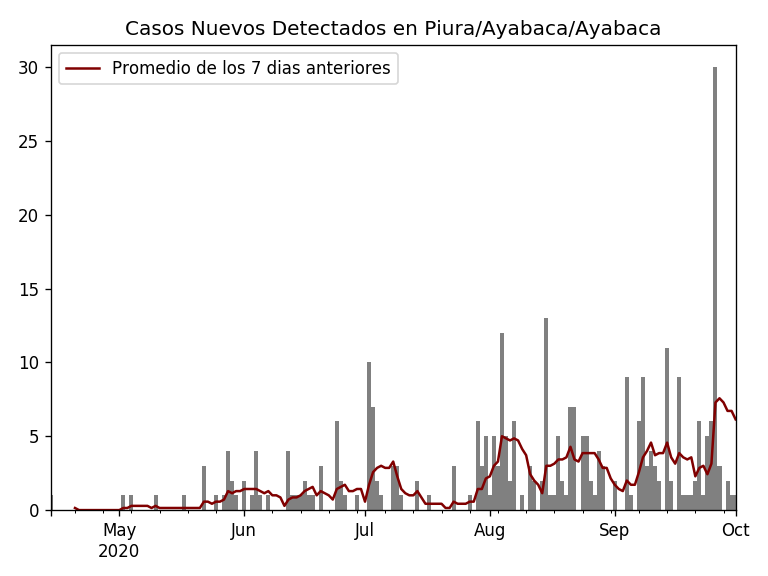 Casos Nuevos Detectados en Piura/Ayabaca/Ayabaca
Promedio de los 7 dias anteriores
30
25
20
15
10
5
0
May
2020
Jun
Jul
Aug
Sep
Oct